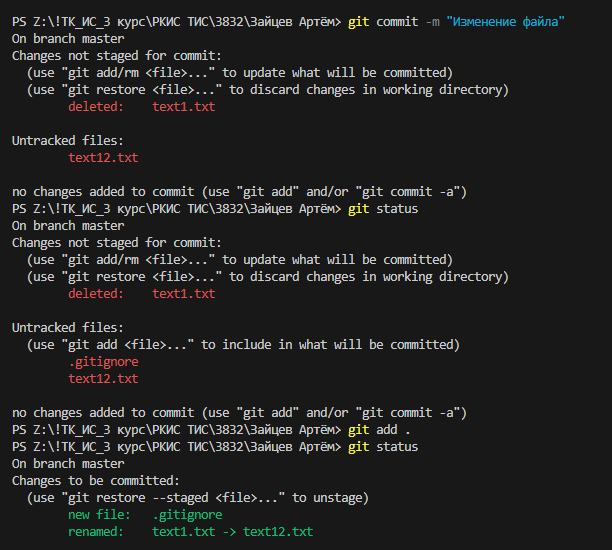 PS Z:\!ТК_ИС_3 курс\РКИС ТИС\3832\Зайцев Артём> git commit -m "Изменение файла"
On branch master
Changes not staged for commit:
  (use "git add/rm <file>..." to update what will be committed)
  (use "git restore <file>..." to discard changes in working directory)
        deleted:    text1.txt

Untracked files:
        text12.txt

no changes added to commit (use "git add" and/or "git commit -a")
PS Z:\!ТК_ИС_3 курс\РКИС ТИС\3832\Зайцев Артём> git status
On branch master
Changes not staged for commit:
  (use "git add/rm <file>..." to update what will be committed)
  (use "git restore <file>..." to discard changes in working directory)
        deleted:    text1.txt

Untracked files:
  (use "git add <file>..." to include in what will be committed)
        .gitignore
        text12.txt

no changes added to commit (use "git add" and/or "git commit -a")
PS Z:\!ТК_ИС_3 курс\РКИС ТИС\3832\Зайцев Артём> git add .
PS Z:\!ТК_ИС_3 курс\РКИС ТИС\3832\Зайцев Артём> git status
On branch master
Changes to be committed:
  (use "git restore --staged <file>..." to unstage)
        new file:   .gitignore
        renamed:    text1.txt -> text12.txt